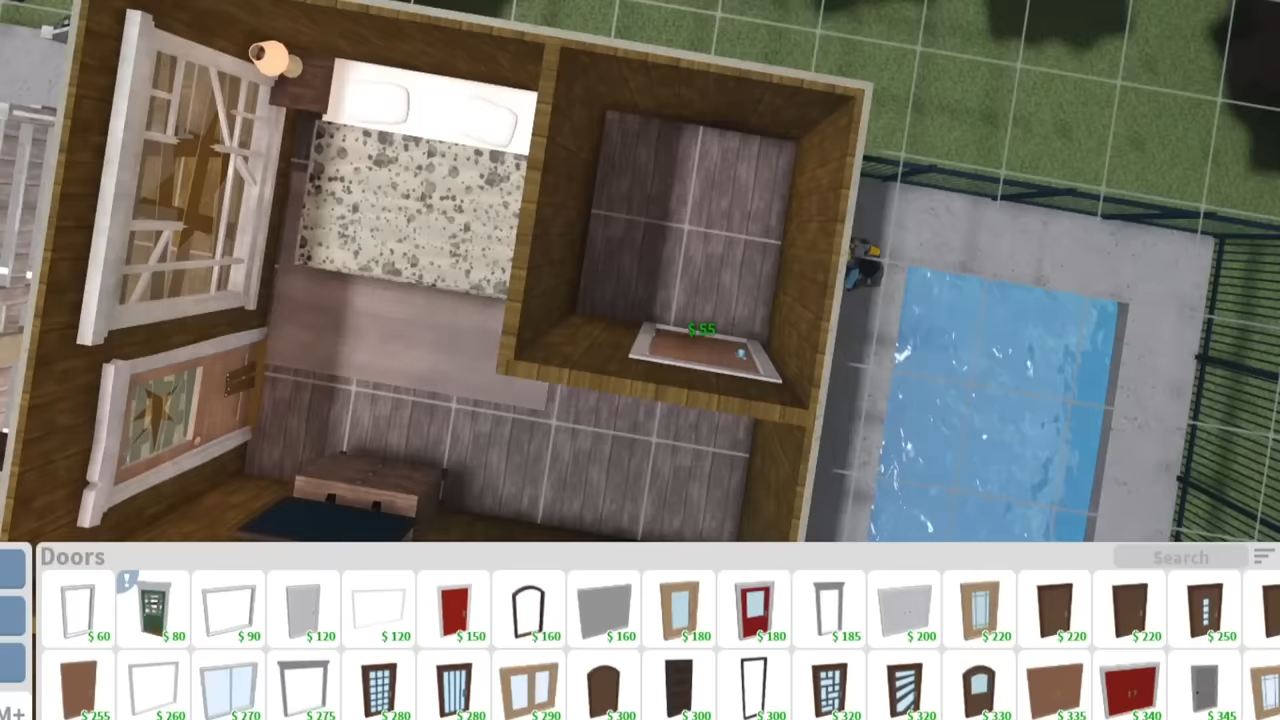 $ 55
Doors
Search
$ 60 $ 80 $ 90 $ 120 $ 120 $ 150 $ 160 $ 160 $ 180 $ 180 $ 185 $ 200 $ 220 $ 220 $ 220 $ 250
$ 255 $ 260 $ 270 $ 275 $ 280 $ 280 $ 290 $ 300 $ 300 $ 300 $ 320 $ 320 $ 330 $ 335 $ 340 $ 345
M+